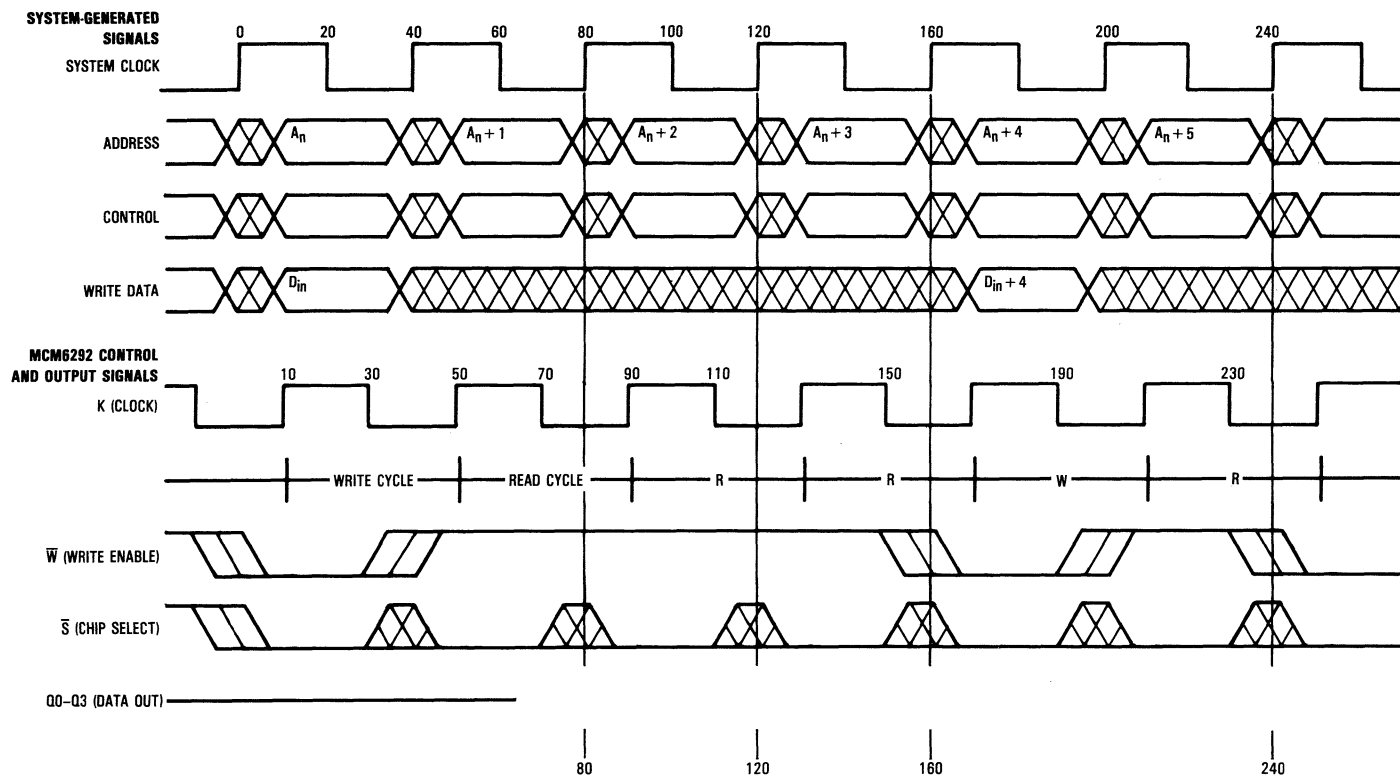 SYSTEM-GENERATED
SIGNALS
0 20 40 60 80 100 120 160 200 240
SYSTEM CLOCK
ADDRESS
An An + 1 An + 2 An + 3 An + 4 An + 5
CONTROL
WRITE DATA
Din Din + 4
MCM6292 CONTROL
AND OUTPUT SIGNALS
10 30 50 70 90 110 150 190 230
K (CLOCK)
WRITE CYCLE READ CYCLE R R W R
W̅ (WRITE ENABLE)
S̅ (CHIP SELECT)
Q0–Q3 (DATA OUT)
80 120 160 240